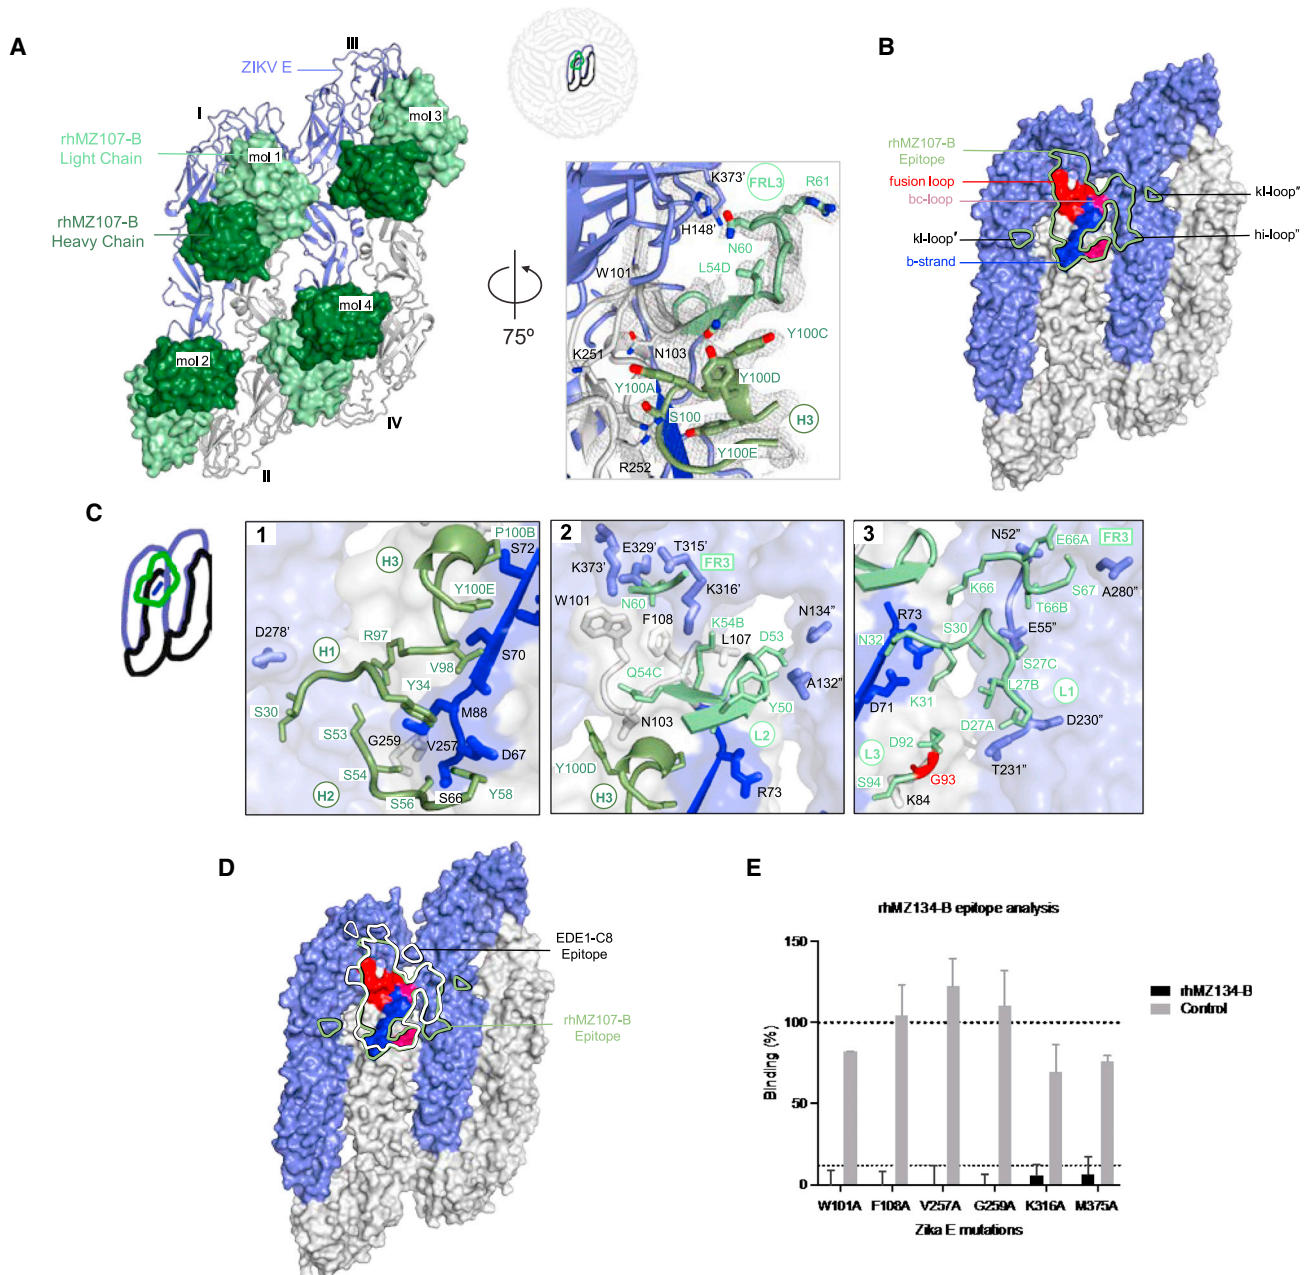 A
III
ZIKV E
I
mol 3
rhMZ107-B
Light Chain
mol 1
rhMZ107-B
Heavy Chain
mol 4
mol 2
IV
II
75º
K373'
FRL3
R61
H148'
N60
W101
L54D
Y100C
K251
N103
Y100D
Y100A
S100
H3
Y100E
R252
B
rhMZ107-B
Epitope
fusion loop
bc-loop
kl-loop"
kl-loop'
hi-loop"
b-strand
C
1
P100B
S72
H3
Y100E
D278'
R97
H1
V98
S70
Y34
S30
M88
S53
G259
V257
D67
S54
S66
Y58
H2
S56
2
E329'
T315'
K373'
FR3
K316'
W101
N60
F108
N134"
K54B
L107
D53
Q54C
A132"
N103
Y50
L2
Y100D
R73
H3
3
N52"
E66A
FR3
K66
S67
A280"
T66B
R73
N32
S30
E55"
S27C
K31
L27B
L1
D71
D27A
D230"
L3
D92
T231"
S94
G93
K84
D
EDE1-C8
Epitope
rhMZ107-B
Epitope
E
rhMZ134-B epitope analysis
150
100
50
0
Binding (%)
rhMZ134-B
Control
W101A F108A V257A G259A K316A M375A
Zika E mutations